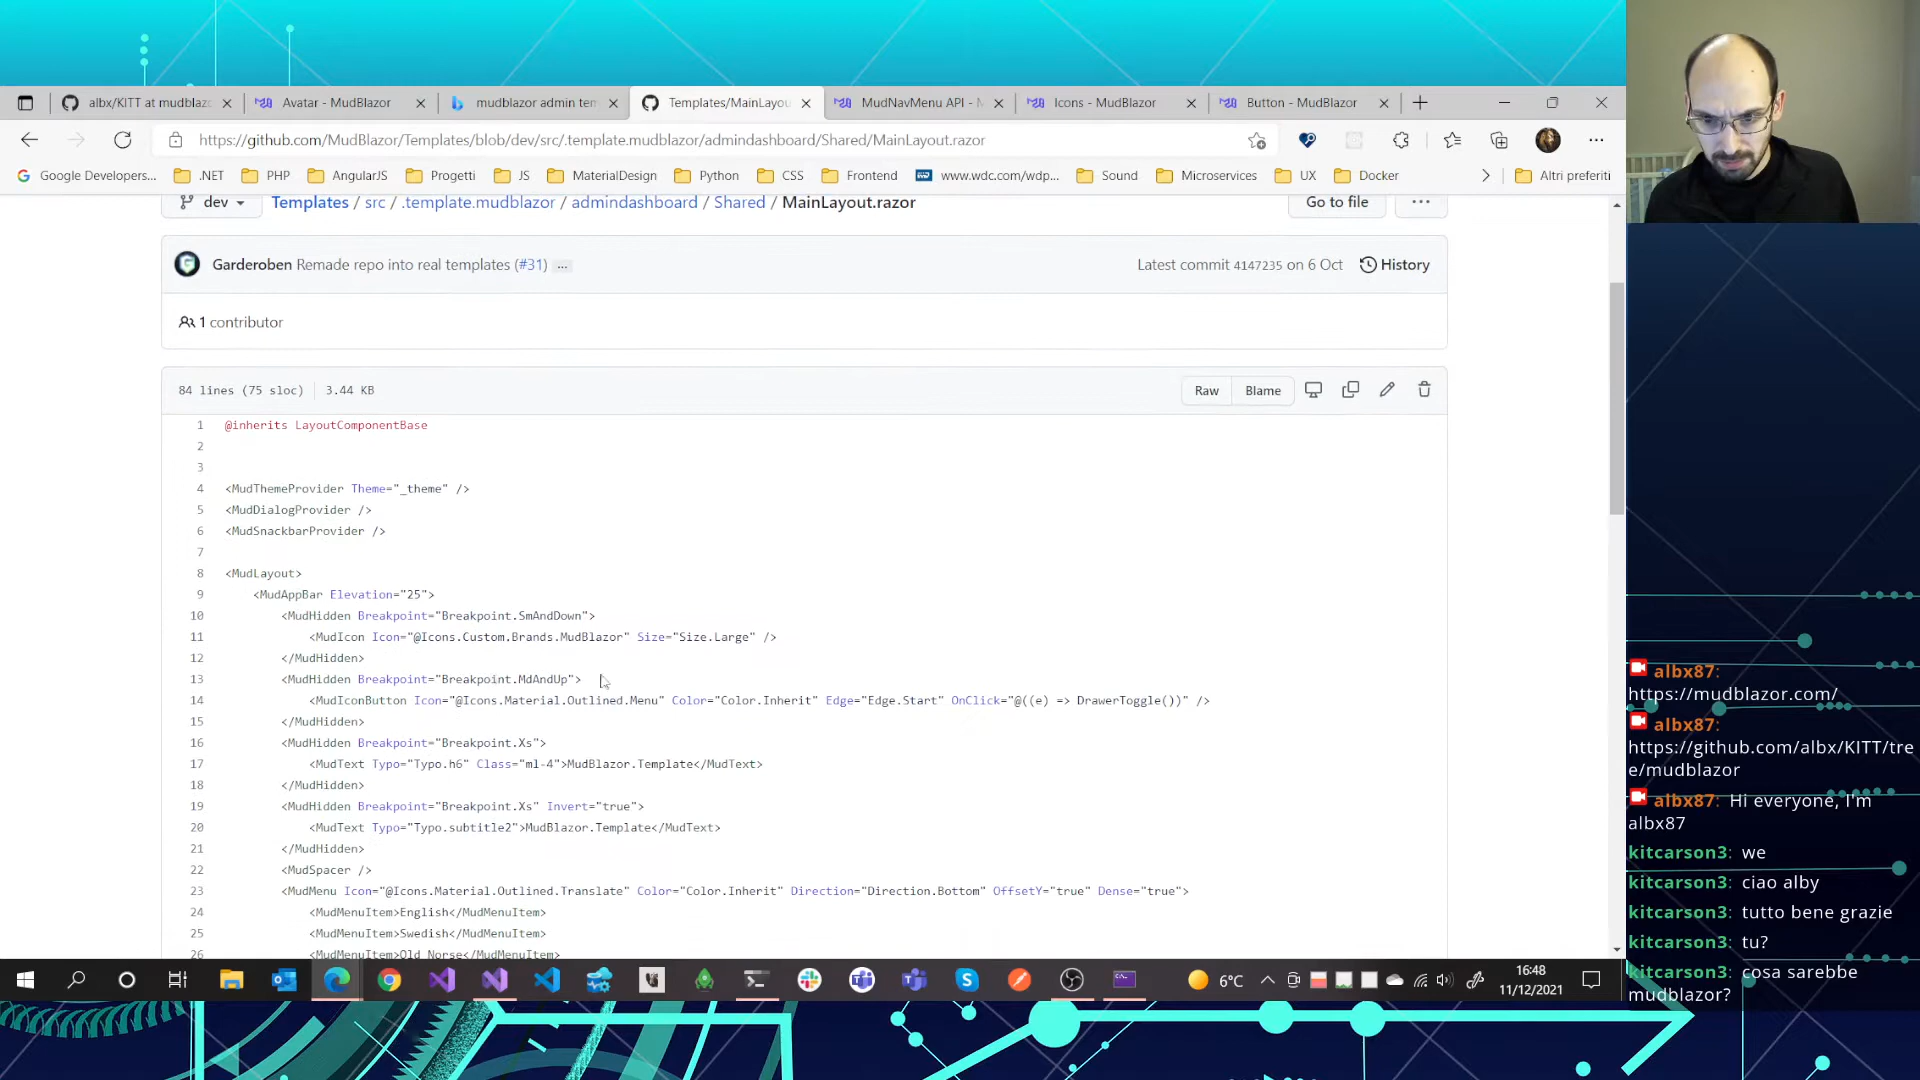 albx/KITT at mudblazo
Avatar - MudBlazor
mudblazor admin tem
Templates/MainLayou
MudNavMenu API - M
Icons - MudBlazor
Button - MudBlazor
https://github.com/MudBlazor/Templates/blob/dev/src/.template.mudblazor/admindashboard/Shared/MainLayout.razor
Google Developers...
.NET
PHP
AngularJS
Progetti
JS
MaterialDesign
Python
CSS
Frontend
www.wdc.com/wdp...
Sound
Microservices
UX
Docker
Altri preferiti
dev
Templates / src / .template.mudblazor / admindashboard / Shared / MainLayout.razor
Go to file
...
Garderoben Remade repo into real templates (#31) ...
Latest commit 4147235 on 6 Oct
History
1 contributor
84 lines (75 sloc) 3.44 KB
Raw
Blame
1 @inherits LayoutComponentBase
2
3
4 <MudThemeProvider Theme="_theme" />
5 <MudDialogProvider />
6 <MudSnackbarProvider />
7
8 <MudLayout>
9 <MudAppBar Elevation="25">
10 <MudHidden Breakpoint="Breakpoint.SmAndDown">
11 <MudIcon Icon="@Icons.Custom.Brands.MudBlazor" Size="Size.Large" />
12 </MudHidden>
13 <MudHidden Breakpoint="Breakpoint.MdAndUp">
14 <MudIconButton Icon="@Icons.Material.Outlined.Menu" Color="Color.Inherit" Edge="Edge.Start" OnClick="@((e) => DrawerToggle())" />
15 </MudHidden>
16 <MudHidden Breakpoint="Breakpoint.Xs">
17 <MudText Typo="Typo.h6" Class="ml-4">MudBlazor.Template</MudText>
18 </MudHidden>
19 <MudHidden Breakpoint="Breakpoint.Xs" Invert="true">
20 <MudText Typo="Typo.subtitle2">MudBlazor.Template</MudText>
21 </MudHidden>
22 <MudSpacer />
23 <MudMenu Icon="@Icons.Material.Outlined.Translate" Color="Color.Inherit" Direction="Direction.Bottom" OffsetY="true" Dense="true">
24 <MudMenuItem>English</MudMenuItem>
25 <MudMenuItem>Swedish</MudMenuItem>
26 <MudMenuItem>Old Norse</MudMenuItem>
6°C
16:48
11/12/2021
albx87:
https://mudblazor.com/
albx87:
https://github.com/albx/KITT/tre
e/mudblazor
albx87: Hi everyone, I'm
albx87
kitcarson3: we
kitcarson3: ciao alby
kitcarson3: tutto bene grazie
kitcarson3: tu?
kitcarson3: cosa sarebbe
mudblazor?